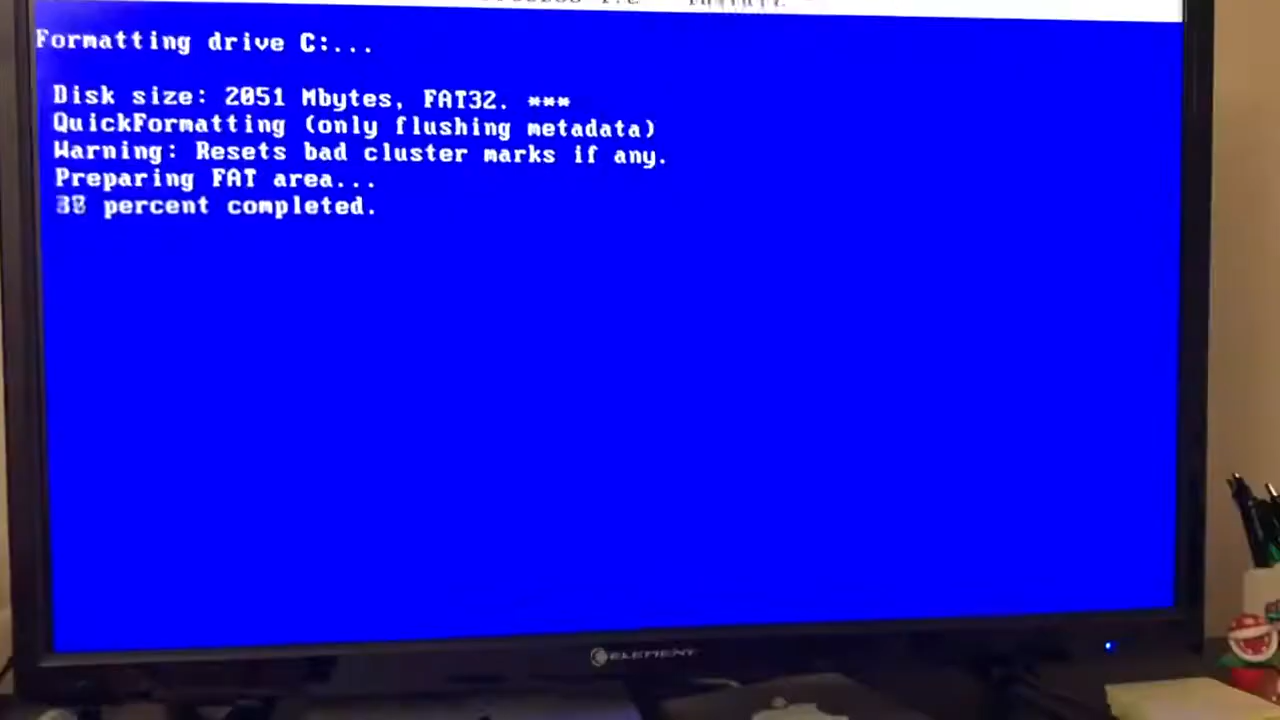 Formatting drive C:...
Disk size: 2051 Mbytes, FAT32. ***
QuickFormatting (only flushing metadata)
Warning: Resets bad cluster marks if any.
Preparing FAT area...
percent completed.
ELEMENT